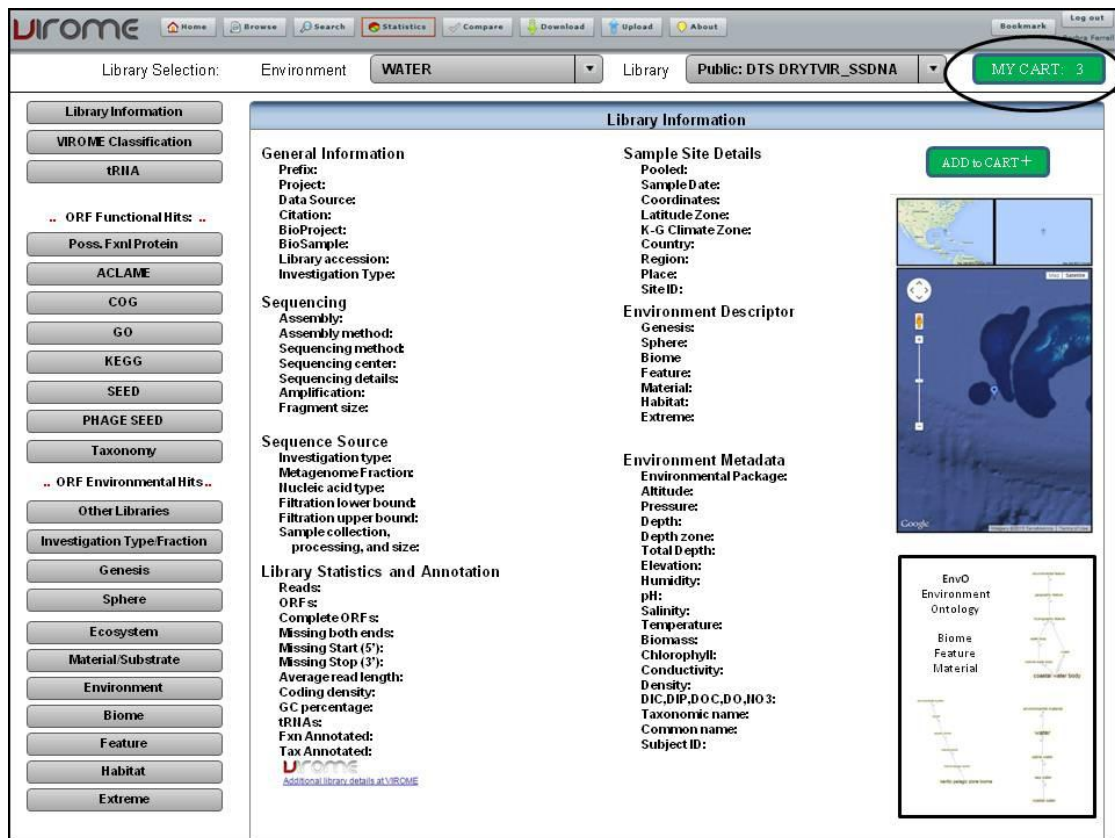 VIROME
Home Browse Search Statistics Compare Download Upload About
Bookmark
Log out
Library Selection: Environment WATER Library Public: DTS DRYTVIR_SSDNA MY CART: 3
Library Information
VIROME Classification
tRNA
.. ORF Functional Hits: ..
Poss. Fxnl Protein
ACLAME
COG
GO
KEGG
SEED
PHAGE SEED
Taxonomy
.. ORF Environmental Hits..
Other Libraries
Investigation Type/Fraction
Genesis
Sphere
Ecosystem
Material/Substrate
Environment
Biome
Feature
Habitat
Extreme
Library Information
General Information
Prefix:
Project:
Data Source:
Citation:
BioProject:
BioSample:
Library accession:
Investigation Type:
Sequencing
Assembly:
Assembly method:
Sequencing method:
Sequencing center:
Sequencing details:
Amplification:
Fragment size:
Sequence Source
Investigation type:
Metagenome Fraction:
Nucleic acid type:
Filtration lower bound:
Filtration upper bound:
Sample collection,
processing, and size:
Library Statistics and Annotation
Reads:
ORFs:
Complete ORFs:
Missing both ends:
Missing Start (5'):
Missing Stop (3'):
Average read length:
Coding density:
GC percentage:
tRNAs:
Fxn Annotated:
Tax Annotated:
VIROME
Additional library details at VIROME
Sample Site Details
Pooled:
Sample Date:
Coordinates:
Latitude Zone:
K-G Climate Zone:
Country:
Region:
Place:
Site ID:
Environment Descriptor
Genesis:
Sphere:
Biome
Feature:
Material:
Habitat:
Extreme:
Environment Metadata
Environmental Package:
Altitude:
Pressure:
Depth:
Depth zone:
Total Depth:
Elevation:
Humidity:
pH:
Salinity:
Temperature:
Biomass:
Chlorophyll:
Conductivity:
Density:
DIC,DIP,DOC,DO,NO3:
Taxonomic name:
Common name:
Subject ID:
ADD to CART+
Map Satellite
Google
EnvO
Environment
Ontology
Biome
Feature
Material
coastal water body
water
neritic pelagic zone biome